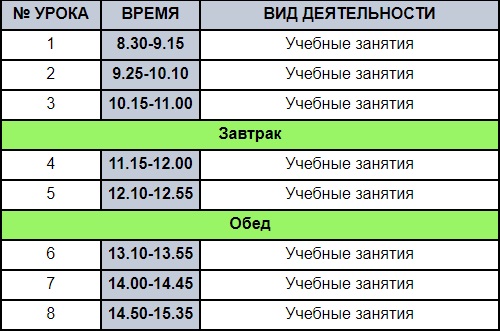 № УРОКА ВРЕМЯ ВИД ДЕЯТЕЛЬНОСТИ
1 8.30-9.15 Учебные занятия
2 9.25-10.10 Учебные занятия
3 10.15-11.00 Учебные занятия
Завтрак
4 11.15-12.00 Учебные занятия
5 12.10-12.55 Учебные занятия
Обед
6 13.10-13.55 Учебные занятия
7 14.00-14.45 Учебные занятия
8 14.50-15.35 Учебные занятия